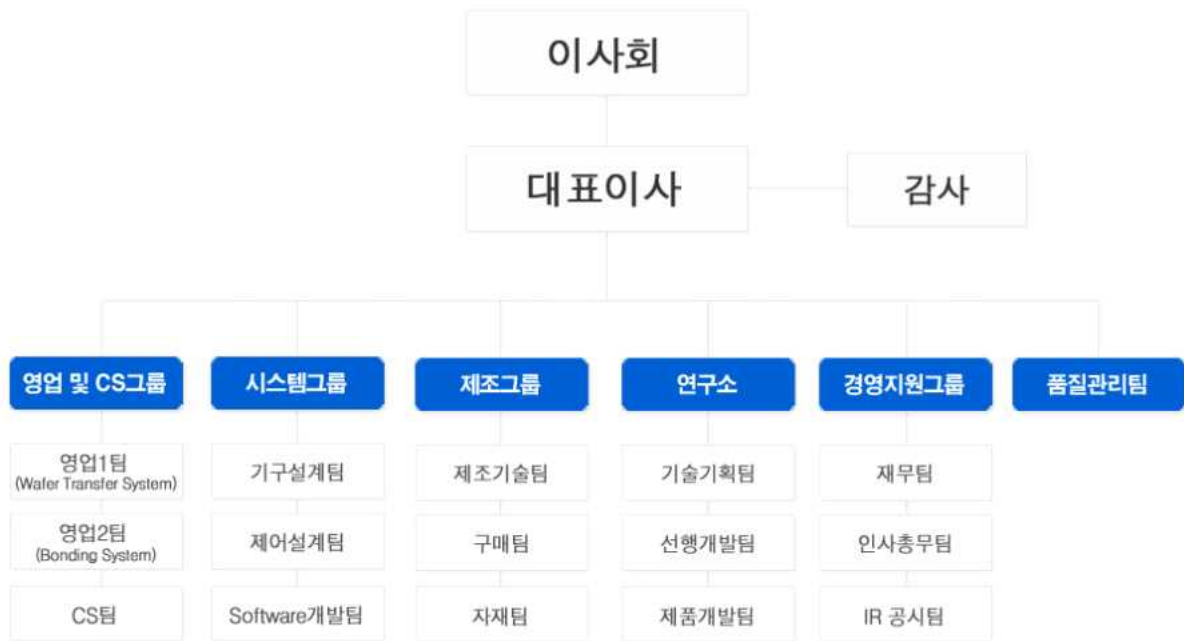 이사회
대표이사
감사
영업 및 CS그룹
시스템그룹
제조그룹
연구소
경영지원그룹
품질관리팀
영업1팀
(Wafer Transfer System)
기구설계팀
제조기술팀
기술기획팀
재무팀
영업2팀
(Bonding System)
제어설계팀
구매팀
선행개발팀
인사총무팀
CS팀
Software개발팀
자재팀
제품개발팀
IR 공시팀